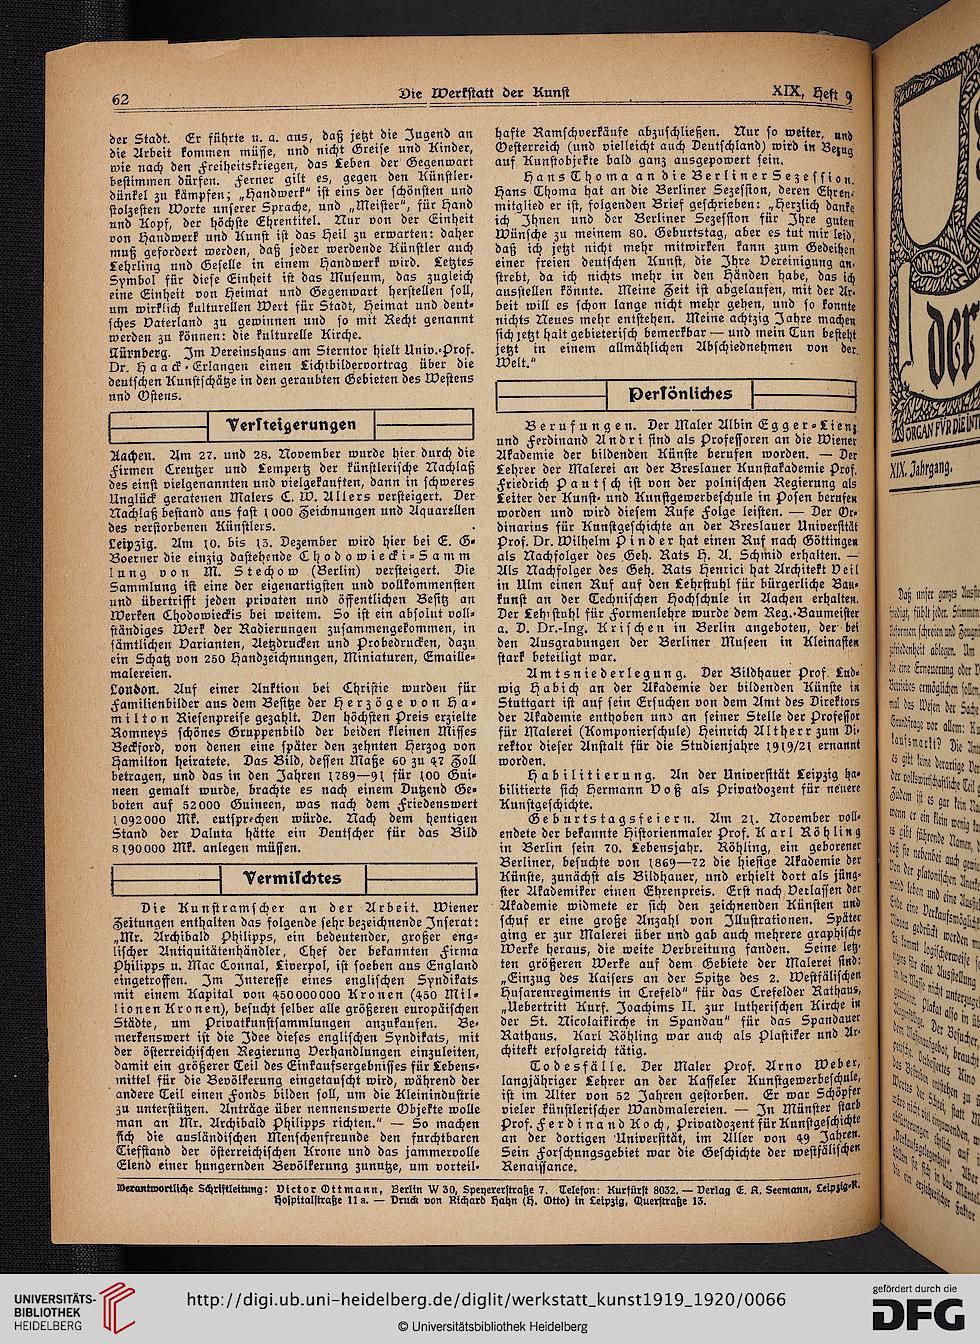 62
Die Werkstatt der Kunst
XIX, Heft 9
der Stadt. Er führte u. a. aus, daß jetzt die Jugend an
die Arbeit kommen müsse, und nicht Greise und Kinder,
wie nach den Freiheitskriegen, das Leben der Gegenwart
bestimmen dürfen. Ferner gilt es, gegen den Künstler-
dünkel zu kämpfen; „Handwerk“ ist eins der schönsten und
stolzesten Worte unserer Sprache, und „Meister“, für Hand
und Kopf, der höchste Ehrentitel. Nur von der Einheit
von Handwerk und Kunst ist das Heil zu erwarten: daher
muß gefordert werden, daß jeder werdende Künstler auch
Lehrling und Geselle in einem Handwerk wird. Letztes
Symbol für diese Einheit ist das Museum, das zugleich
eine Einheit von Heimat und Gegenwart herstellen soll,
um wirklich kulturellen Wert für Stadt, Heimat und deut-
sches Vaterland zu gewinnen und so mit Recht genannt
werden zu können: die kulturelle Kirche.
Nürnberg. Im Vereinshaus am Sterntor hielt Univ.-Prof.
Dr. Haack-Erlangen einen Lichtbildervortrag über die
deutschen Kunstschätze in den geraubten Gebieten des Westens
und Ostens.
Versteigerungen
Aachen. Am 27. und 28. November wurde hier durch die
Firmen Creutzer und Lempertz der künstlerische Nachlaß
des einst vielgenannten und vielgekauften, dann in schweres
Unglück geratenen Malers C. W. Allers versteigert. Der
Nachlaß bestand aus fast 1000 Zeichnungen und Aquarellen
des verstorbenen Künstlers.
Leipzig. Am 10. bis 13. Dezember wird hier bei E. G.
Boerner die einzig dastehende Chodowiecki-Samm
lung von M. Stechow (Berlin) versteigert. Die
Sammlung ist eine der eigenartigsten und vollkommensten
und übertrifft jeden privaten und öffentlichen Besitz an
Werken Chodowieckis bei weitem. So ist ein absolut voll-
ständiges Werk der Radierungen zusammengekommen, in
sämtlichen Varianten, Aetzdrucken und Probedrucken, dazu
ein Schatz von 250 Handzeichnungen, Miniaturen, Emaille-
malereien.
London. Auf einer Auktion bei Christie wurden für
Familienbilder aus dem Besitze der Herzöge von Ha-
milton Riesenpreise gezahlt. Den höchsten Preis erzielte
Romneys schönes Gruppenbild der beiden kleinen Misses
Beckford, von denen eine später den zehnten Herzog von
Hamilton heiratete. Das Bild, dessen Maße 60 zu 47 Zoll
betragen, und das in den Jahren 1789—91 für 100 Gui-
neen gemalt wurde, brachte es nach einem Dutzend Ge-
boten auf 52000 Guineen, was nach dem Friedenswert
1092000 Mk. entsprechen würde. Nach dem heutigen
Stand der Valuta hätte ein Deutscher für das Bild
8190000 Mk. anlegen müssen.
Vermischtes
Die Kunstramscher an der Arbeit. Wiener
Zeitungen enthalten das folgende sehr bezeichnende Inserat:
„Mr. Archibald Philipps, ein bedeutender, großer eng-
lischer Antiquitätenhändler, Chef der bekannten Firma
Philipps u. Mac Connal, Liverpol, ist soeben aus England
eingetroffen. Im Interesse eines englischen Syndikats
mit einem Kapital von 450000000 Kronen (450 Mil-
lionen Kronen), besucht selber alle größeren europäischen
Städte, um Privatkunstsammlungen anzukaufen. Be-
merkenswert ist die Idee dieses englischen Syndikats, mit
der österreichischen Regierung Verhandlungen einzuleiten,
damit ein größerer Teil des Einkaufsergebnisses für Lebens-
mittel für die Bevölkerung eingetauscht wird, während der
andere Teil einen Fonds bilden soll, um die Kleinindustrie
zu unterstützen. Anträge über nennenswerte Objekte wolle
man an Mr. Archibald Philipps richten.“ — So machen
sich die ausländischen Menschenfreunde den furchtbaren
Tiefstand der österreichischen Krone und das jammervolle
Elend einer hungernden Bevölkerung zunutze, um vorteil-
hafte Ramschverkäufe abzuschließen. Nur so weiter, und
Oesterreich (und vielleicht auch Deutschland) wird in Bezug
auf Kunstobjekte bald ganz ausgepowert sein.
Hans Thoma an die Berliner Sezession.
Hans Thoma hat an die Berliner Sezession, deren Ehren-
mitglied er ist, folgenden Brief geschrieben: „Herzlich danke
ich Ihnen und der Berliner Sezession für Ihre guten
Wünsche zu meinem 80. Geburtstag, aber es tut mir leid,
daß ich jetzt nicht mehr mitwirken kann zum Gedeihen
einer freien deutschen Kunst, die Ihre Vereinigung an-
strebt, da ich nichts mehr in den Händen habe, das ich
ausstellen könnte. Meine Zeit ist abgelaufen, mit der Ar-
beit will es schon lange nicht mehr gehen, und so konnte
nichts Neues mehr entstehen. Meine achtzig Jahre machen
sich jetzt halt gebieterisch bemerkbar — und mein Tun besteht
jetzt in einem allmählichen Abschiednehmen von der
Welt.“
Persönliches
Berufungen. Der Maler Albin Egger-Lienz
und Ferdinand Andri sind als Professoren an die Wiener
Akademie der bildenden Künste berufen worden. — Der
Lehrer der Malerei an der Breslauer Kunstakademie Prof.
Friedrich Pautsch ist von der polnischen Regierung als
Leiter der Kunst- und Kunstgewerbeschule in Posen berufen
worden und wird diesem Rufe Folge leisten. — Der Or-
dinarius für Kunstgeschichte an der Breslauer Universität
Prof. Dr. Wilhelm Pinder hat einen Ruf nach Göttingen
als Nachfolger des Geh. Rats H. A. Schmid erhalten. —
Als Nachfolger des Geh. Rats Henrici hat Architekt Veil
in Ulm einen Ruf auf den Lehrstuhl für bürgerliche Bau-
kunst an der Technischen Hochschule in Aachen erhalten.
Der Lehrstuhl für Formenlehre wurde dem Reg.-Baumeister
a. D. Dr.-Ing. Krischen in Berlin angeboten, der bei
den Ausgrabungen der Berliner Museen in Kleinasien
stark beteiligt war.
Amtsniederlegung. Der Bildhauer Prof. Lud-
wig Habich an der Akademie der bildenden Künste in
Stuttgart ist auf sein Ersuchen von dem Amt des Direktors
der Akademie enthoben und an seiner Stelle der Professor
für Malerei (Komponierschule) Heinrich Altherr zum Di-
rektor dieser Anstalt für die Studienjahre 1919/21 ernannt
worden.
Habilitierung. An der Universität Leipzig ha-
bilitierte sich Hermann Voß als Privatdozent für neuere
Kunstgeschichte.
Geburtstagsfeiern. Am 21. November voll-
endete der bekannte Historienmaler Prof. Karl Röhling
in Berlin sein 70. Lebensjahr. Röhling, ein geborener
Berliner, besuchte von 1869—72 die hiesige Akademie der
Künste, zunächst als Bildhauer, und erhielt dort als jüng-
ster Akademiker einen Ehrenpreis. Erst nach Verlassen der
Akademie widmete er sich den zeichnenden Künsten und
schuf er eine große Anzahl von Illustrationen. Später
ging er zur Malerei über und gab auch mehrere graphische
Werke heraus, die weite Verbreitung fanden. Seine letz-
ten größeren Werke auf dem Gebiete der Malerei sind:
„Einzug des Kaisers an der Spitze des 2. Westfälischen
Husarenregiments in Crefeld“ für das Crefelder Rathaus,
„Uebertritt Kurf. Joachims II. zur lutherischen Kirche in
der St. Nicolaikirche in Spandau“ für das Spandauer
Rathaus. Karl Röhling war auch als Plastiker und Ar-
chitekt erfolgreich tätig.
Todesfälle. Der Maler Prof. Arno Weber,
langjähriger Lehrer an der Kasseler Kunstgewerbeschule,
ist im Alter von 52 Jahren gestorben. Er war Schöpfer
vieler künstlerischer Wandmalereien. — In Münster starb
Prof. Ferdinand Koch, Privatdozent für Kunstgeschichte
an der dortigen Universität, im Aller von 49 Jahren.
Sein Forschungsgebiet war die Geschichte der westfälischen
Renaissance.
Verantwortliche Schriftleitung: Victor Ottmann, Berlin W 30, Speyererstraße 7. Telefon: Kurfürst 8032. — Verlag E. A. Seemann, Leipzig-R.
Hospitalstraße 11a. — Druck von Richard Hahn (H. Otto) in Leipzig, Querstraße 13.
der
ORGAN FVR DIE INT
XIX. Jahrgang.
UNIVERSITÄTS-
BIBLIOTHEK
HEIDELBERG
http://digi.ub.uni-heidelberg.de/diglit/werkstatt_kunst1919_1920/0066
© Universitätsbibliothek Heidelberg
gefördert durch die
DFG